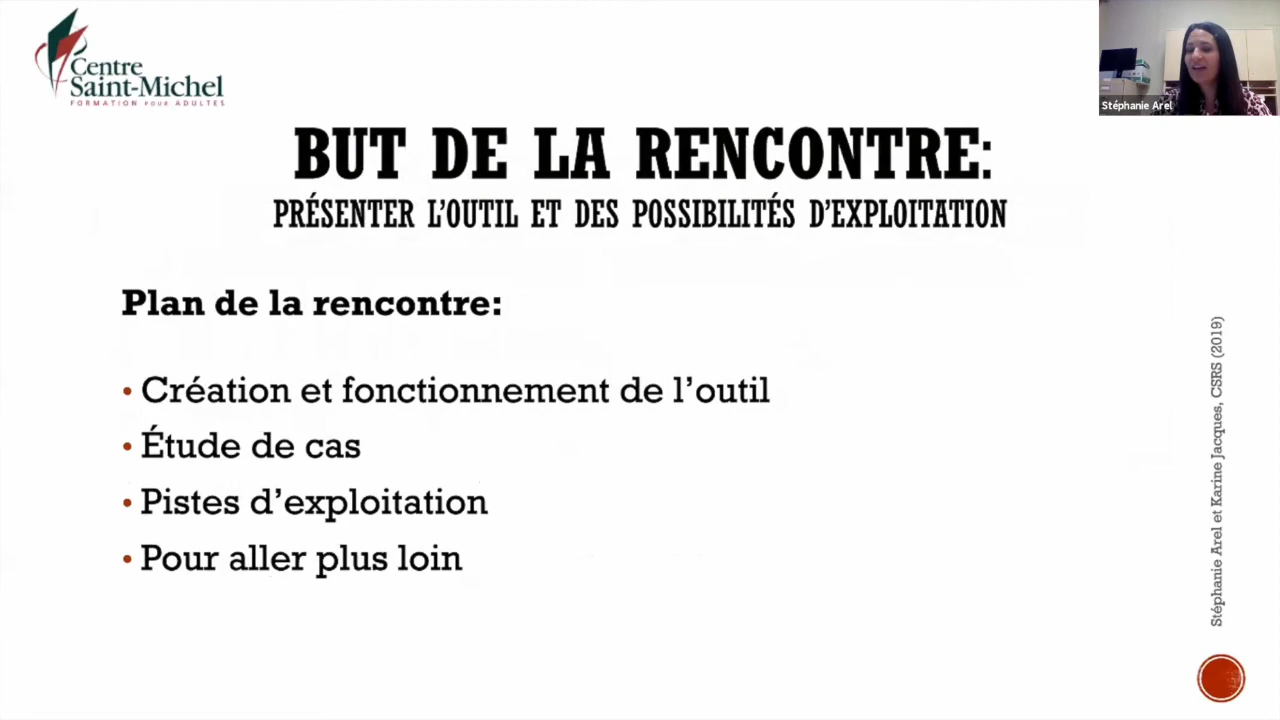 Centre
Saint-Michel
FORMATION POUR ADULTES
Stéphanie Arel
BUT DE LA RENCONTRE:
PRÉSENTER L'OUTIL ET DES POSSIBILITÉS D'EXPLOITATION
Plan de la rencontre:
• Création et fonctionnement de l'outil
• Étude de cas
• Pistes d'exploitation
• Pour aller plus loin
Stéphanie Arel et Karine Jacques, CSRS (2019)